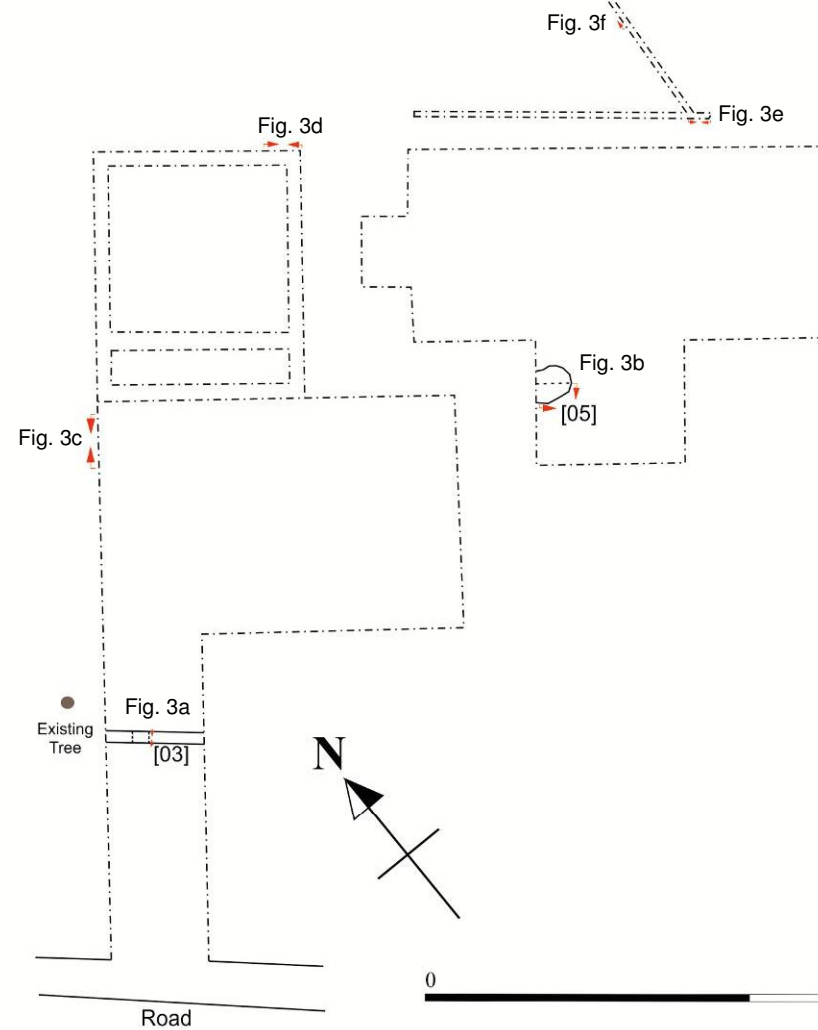 Fig. 3f
Fig. 3e
Fig. 3d
Fig. 3b
[05]
Fig. 3c
Fig. 3a
Existing
Tree
[03]
N
0
Road